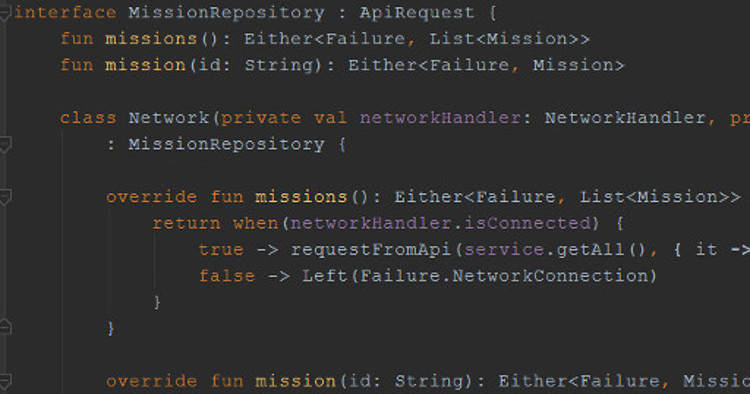 interface MissionRepository : ApiRequest {
fun missions(): Either<Failure, List<Mission>>
fun mission(id: String): Either<Failure, Mission>
class Network(private val networkHandler: NetworkHandler, pr
: MissionRepository {
override fun missions(): Either<Failure, List<Mission>>
return when(networkHandler.isConnected) {
true -> requestFromApi(service.getAll(), { it ->
false -> Left(Failure.NetworkConnection)
}
}
override fun mission(id: String): Either<Failure, Missio